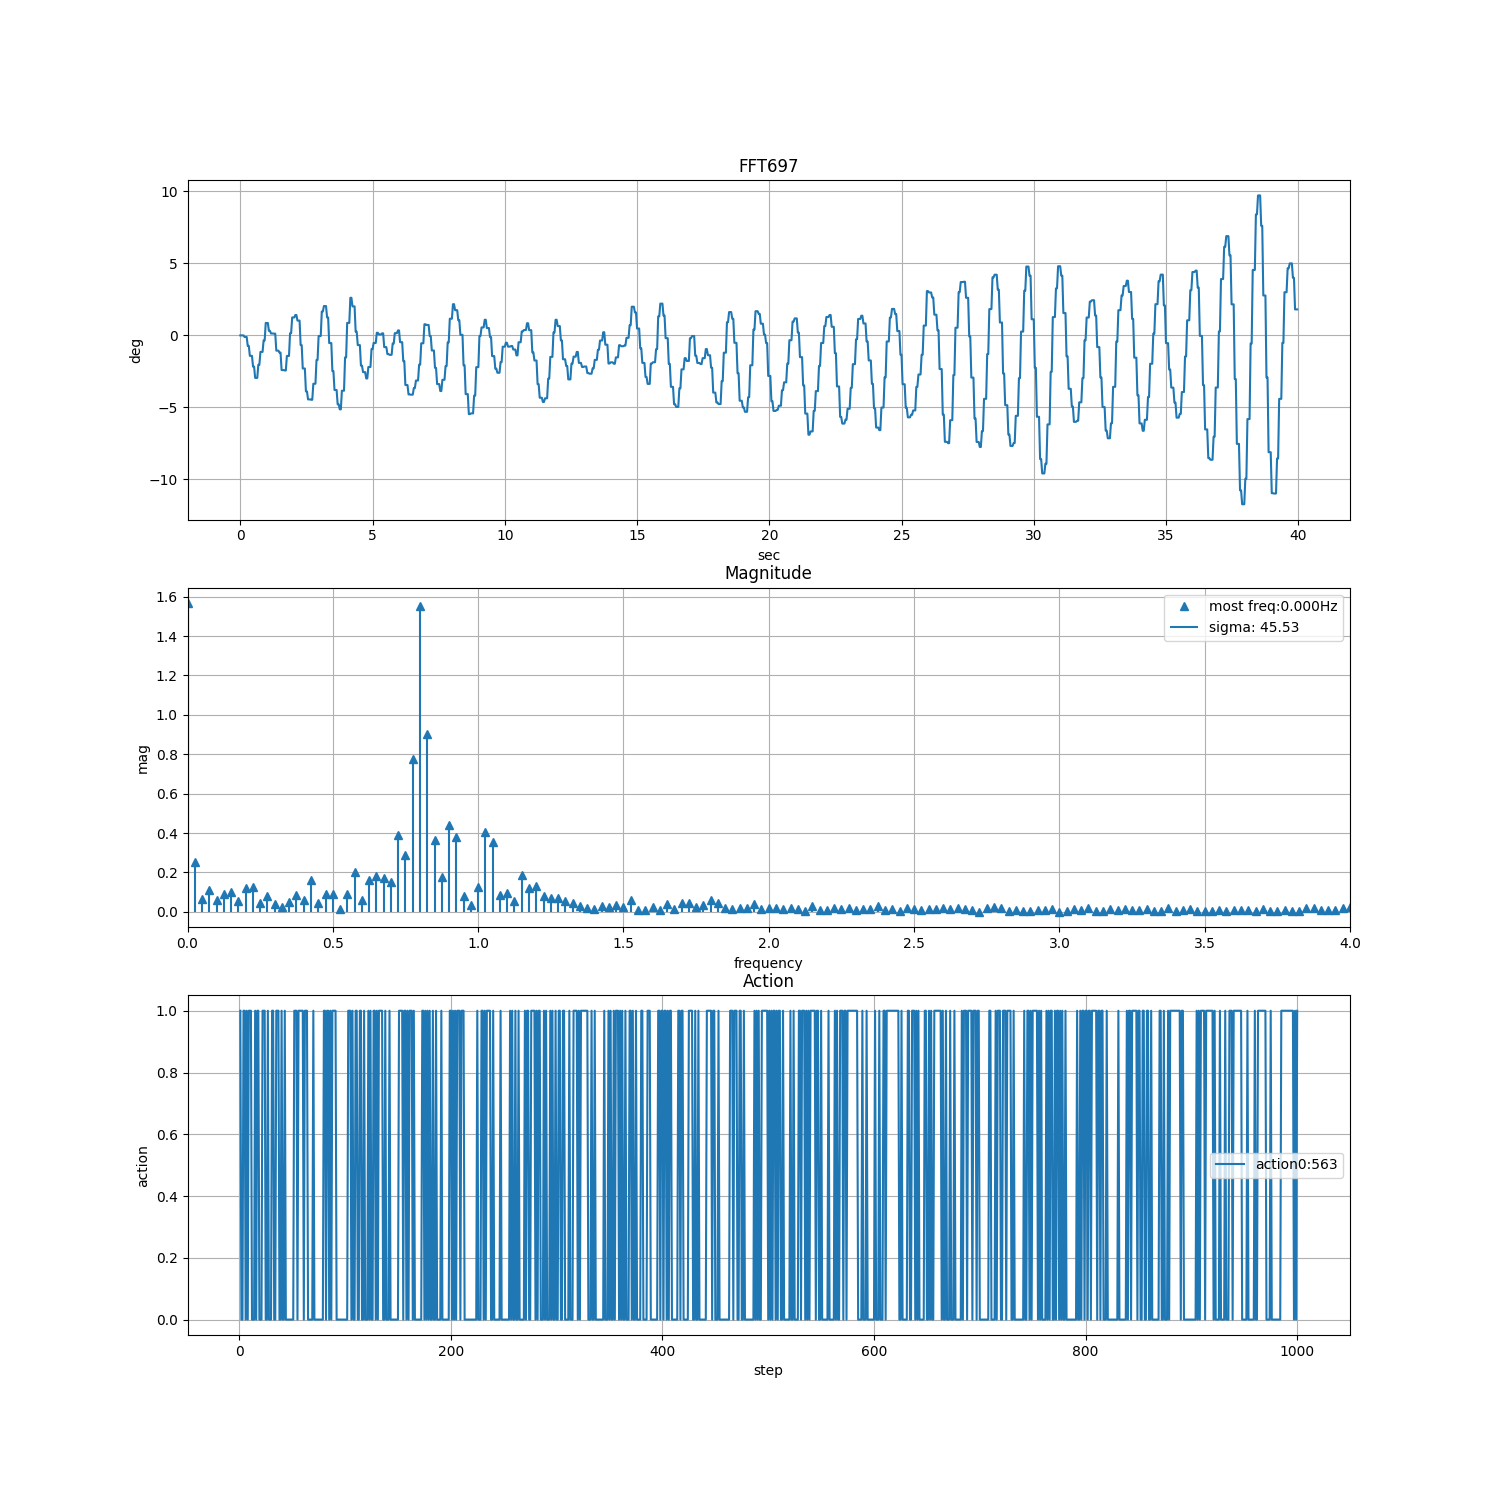 FFT697
10
5
0
−5
−10
deg
0 5 10 15 20 25 30 35 40
sec
Magnitude
1.6
1.4
1.2
1.0
0.8
0.6
0.4
0.2
0.0
mag
most freq:0.000Hz
sigma: 45.53
0.0 0.5 1.0 1.5 2.0 2.5 3.0 3.5 4.0
frequency
Action
1.0
0.8
0.6
0.4
0.2
0.0
action
action0:563
0 200 400 600 800 1000
step